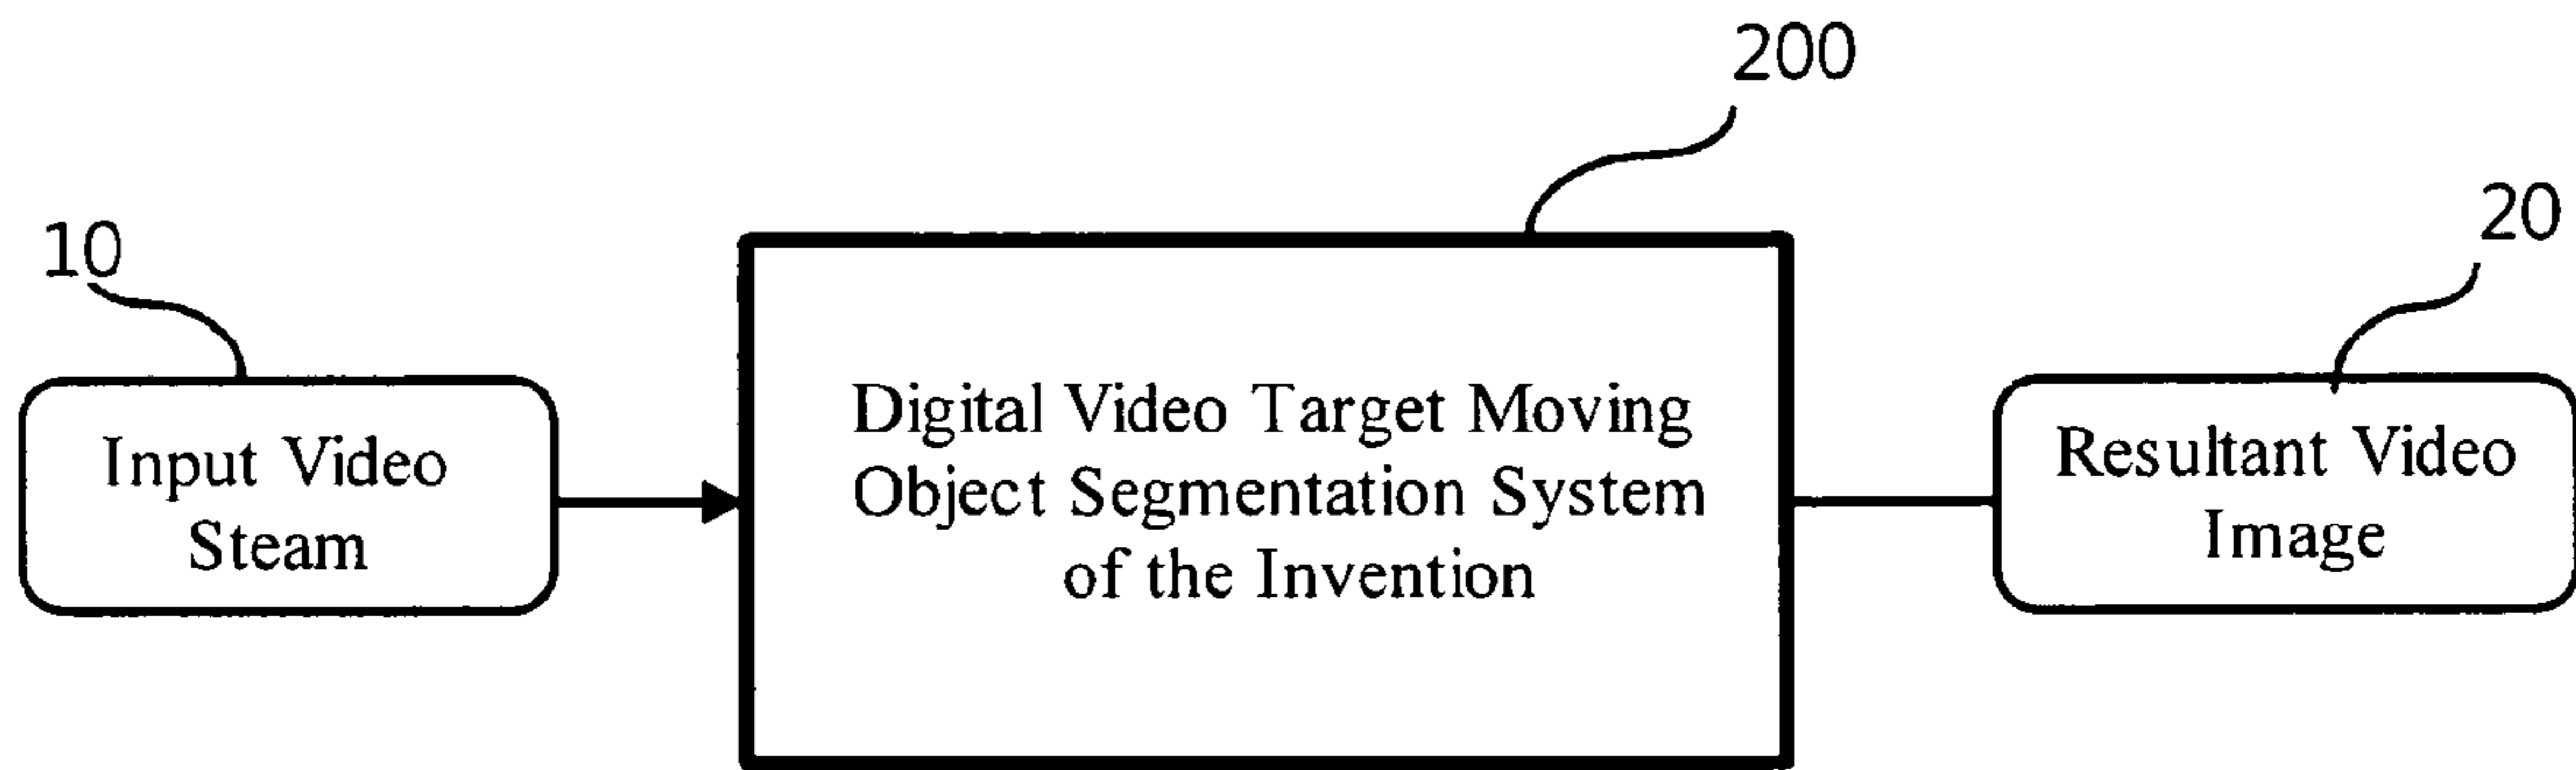 200
10
20
Input Video
Steam
Digital Video Target Moving
Object Segmentation System
of the Invention
Resultant Video
Image